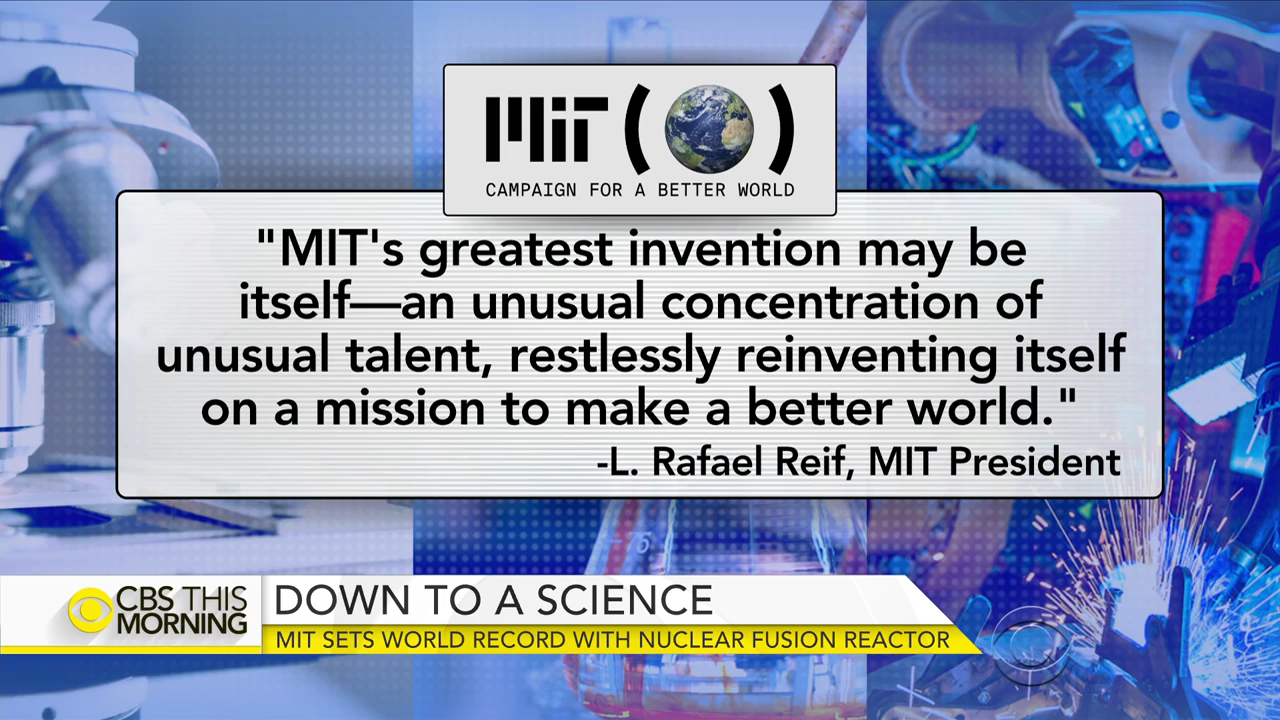 MIT ( )
CAMPAIGN FOR A BETTER WORLD
"MIT's greatest invention may be
itself—an unusual concentration of
unusual talent, restlessly reinventing itself
on a mission to make a better world."
-L. Rafael Reif, MIT President
75
CBS THIS
MORNING
DOWN TO A SCIENCE
MIT SETS WORLD RECORD WITH NUCLEAR FUSION REACTOR